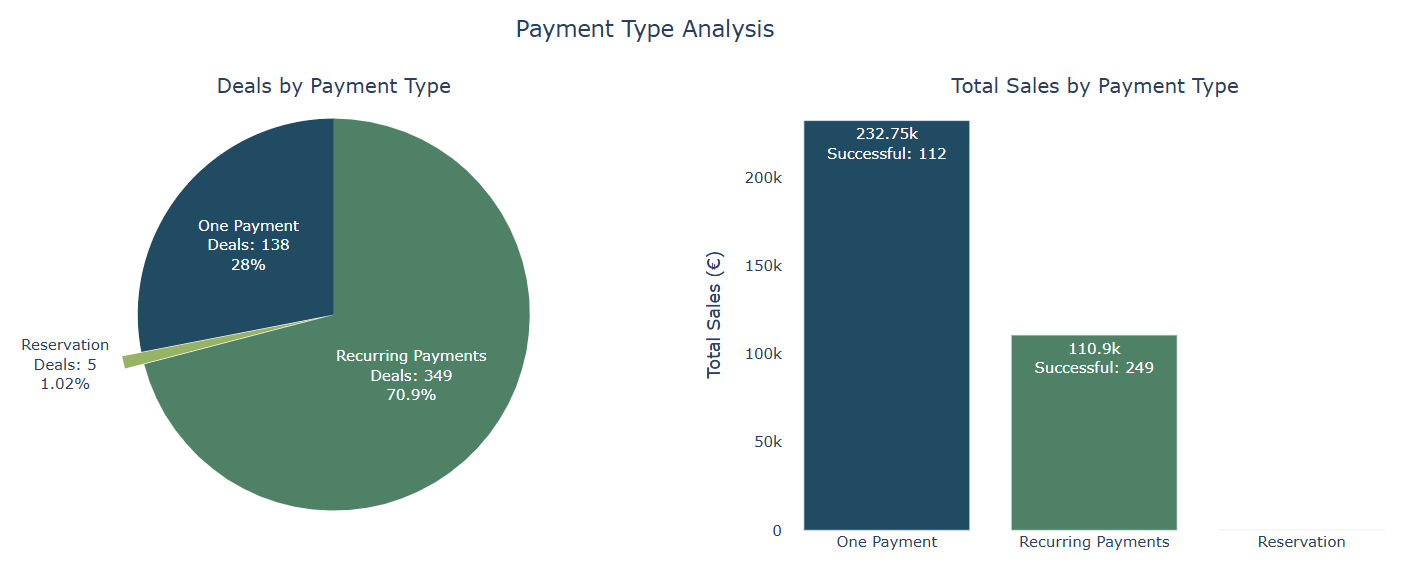 Payment Type Analysis
Deals by Payment Type
One Payment
Deals: 138
28%
Reservation
Deals: 5
1.02%
Recurring Payments
Deals: 349
70.9%
Total Sales by Payment Type
Total Sales (€)
200k
150k
100k
50k
0
232.75k
Successful: 112
110.9k
Successful: 249
One Payment
Recurring Payments
Reservation